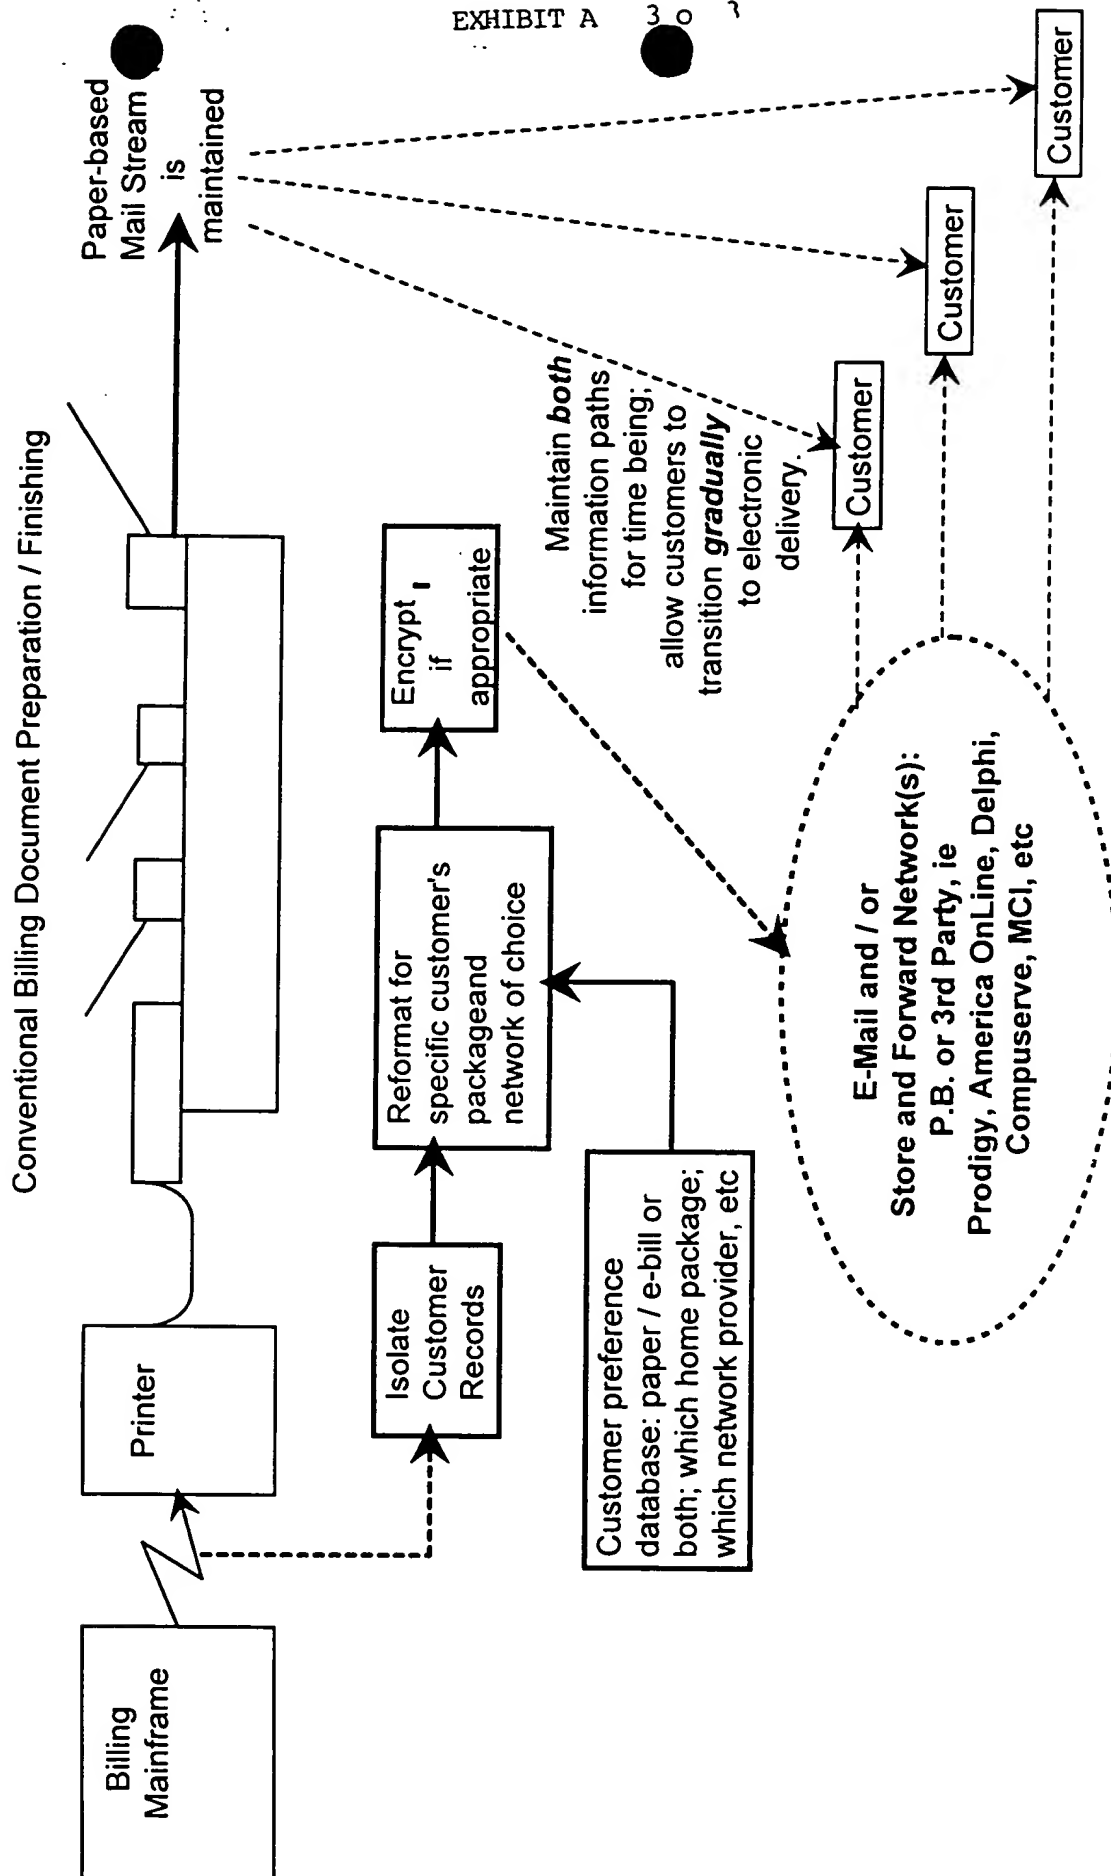 EXHIBIT A 3 o
Conventional Billing Document Preparation / Finishing
Billing
Mainframe
Printer
Paper-based
Mail Stream
is
maintained
Isolate
Customer
Records
Reformat for
specific customer's
packageand
network of choice
Encrypt
if
appropriate
Customer preference
database: paper / e-bill or
both; which home package;
which network provider, etc
Maintain both
information paths
for time being;
allow customers to
transition gradually
to electronic
delivery.
E-Mail and / or
Store and Forward Network(s):
P.B. or 3rd Party, ie
Prodigy, America OnLine, Delphi,
Compuserve, MCI, etc
Customer
Customer
Customer